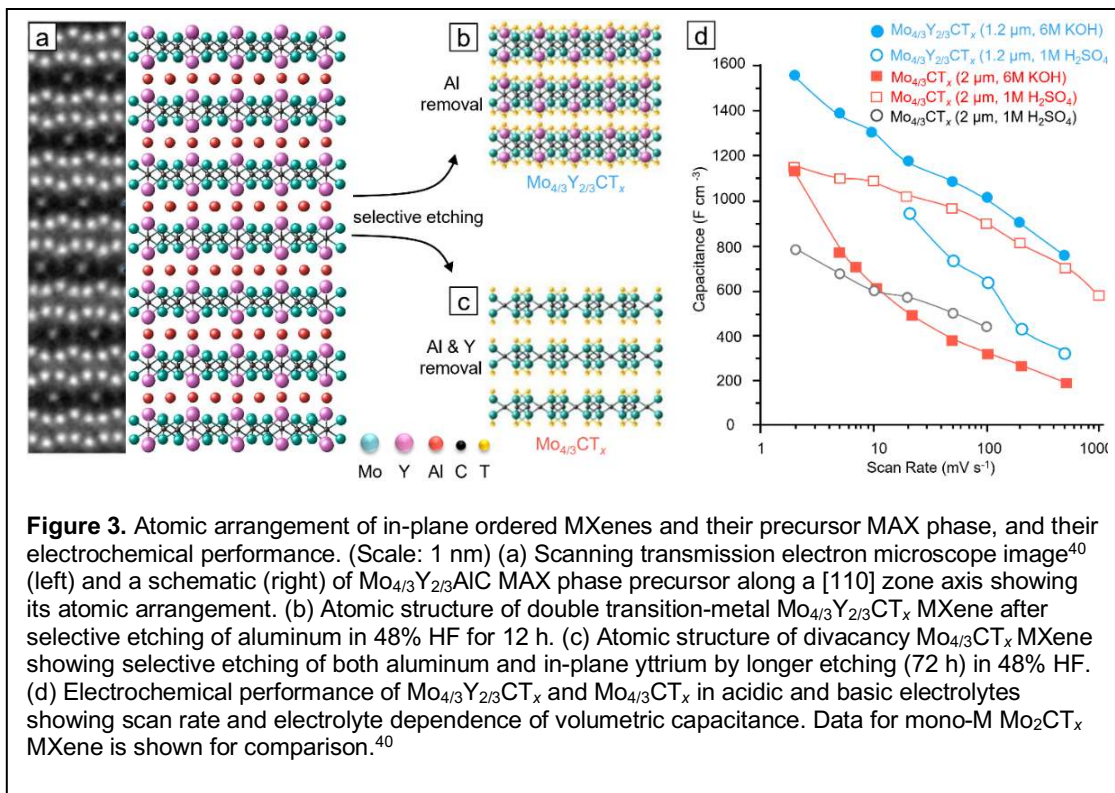 a
b
Al
removal
Mo4/3Y2/3CTx
selective etching
c
Al & Y
removal
Mo4/3CTx
Mo Y Al C T
d
Mo4/3Y2/3CTx (1.2 µm, 6M KOH)
Mo4/3Y2/3CTx (1.2 µm, 1M H2SO4)
Mo4/3CTx (2 µm, 6M KOH)
Mo4/3CTx (2 µm, 1M H2SO4)
Mo4/3CTx (2 µm, 1M H2SO4)
1600
1400
1200
1000
800
600
400
200
0
Capacitance (F cm-3)
1 10 100 1000
Scan Rate (mV s-1)
Figure 3. Atomic arrangement of in-plane ordered MXenes and their precursor MAX phase, and their
electrochemical performance. (Scale: 1 nm) (a) Scanning transmission electron microscope image40
(left) and a schematic (right) of Mo4/3Y2/3AlC MAX phase precursor along a [110] zone axis showing
its atomic arrangement. (b) Atomic structure of double transition-metal Mo4/3Y2/3CTx MXene after
selective etching of aluminum in 48% HF for 12 h. (c) Atomic structure of divacancy Mo4/3CTx MXene
showing selective etching of both aluminum and in-plane yttrium by longer etching (72 h) in 48% HF.
(d) Electrochemical performance of Mo4/3Y2/3CTx and Mo4/3CTx in acidic and basic electrolytes
showing scan rate and electrolyte dependence of volumetric capacitance. Data for mono-M Mo2CTx
MXene is shown for comparison.40